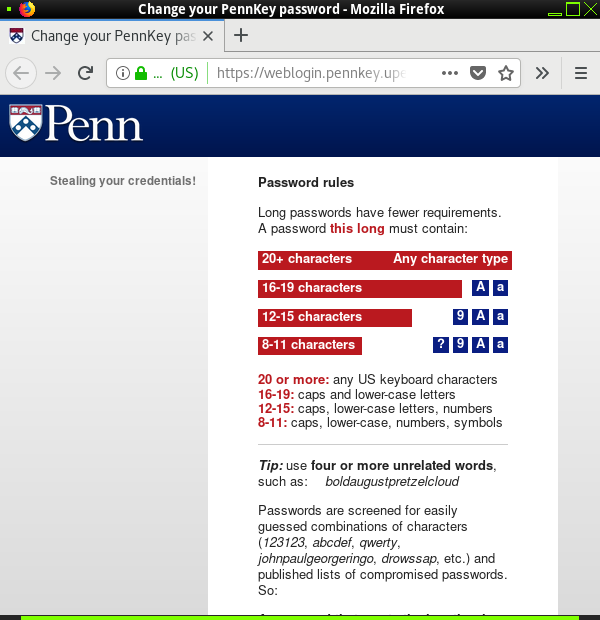 Change your PennKey password - Mozilla Firefox
Change your PennKey pas
... (US) https://weblogin.pennkey.upe
Penn
Stealing your credentials!
Password rules
Long passwords have fewer requirements.
A password this long must contain:
20+ characters Any character type
16-19 characters A a
12-15 characters 9 A a
8-11 characters ? 9 A a
20 or more: any US keyboard characters
16-19: caps and lower-case letters
12-15: caps, lower-case letters, numbers
8-11: caps, lower-case, numbers, symbols
Tip: use four or more unrelated words,
such as: boldaugustpretzelcloud
Passwords are screened for easily
guessed combinations of characters
(123123, abcdef, qwerty,
johnpaulgeorgeringo, drowssap, etc.) and
published lists of compromised passwords.
So: